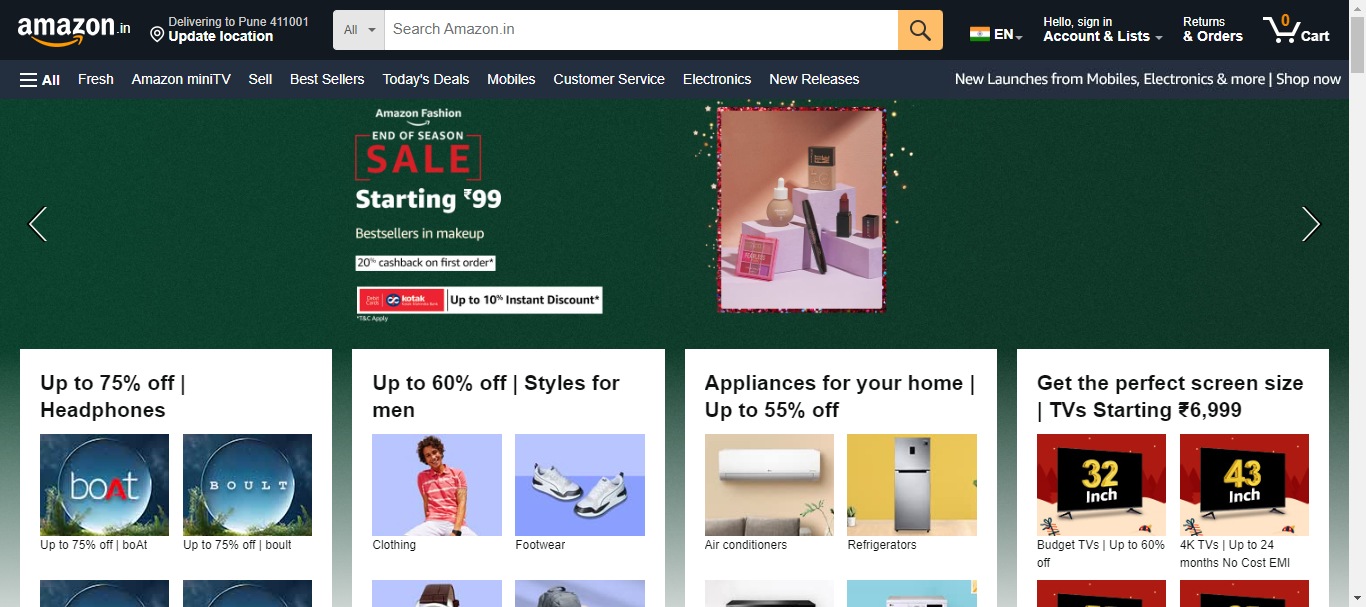 amazon.in
Delivering to Pune 411001
Update location
All
Search Amazon.in
EN
Hello, sign in
Account & Lists
Returns
& Orders
0
Cart
All
Fresh
Amazon miniTV
Sell
Best Sellers
Today's Deals
Mobiles
Customer Service
Electronics
New Releases
New Launches from Mobiles, Electronics & more | Shop now
Amazon Fashion
END OF SEASON
SALE
Starting ₹99
Bestsellers in makeup
20% cashback on first order*
Debit Cards | kotak | Up to 10% Instant Discount*
*T&C Apply
Up to 75% off |
Headphones
boAt
BOULT
Up to 75% off | boAt
Up to 75% off | boult
Up to 60% off | Styles for
men
Clothing
Footwear
Appliances for your home |
Up to 55% off
Air conditioners
Refrigerators
Get the perfect screen size
| TVs Starting ₹6,999
32
Inch
43
Inch
Budget TVs | Up to 60%
off
4K TVs | Up to 24
months No Cost EMI